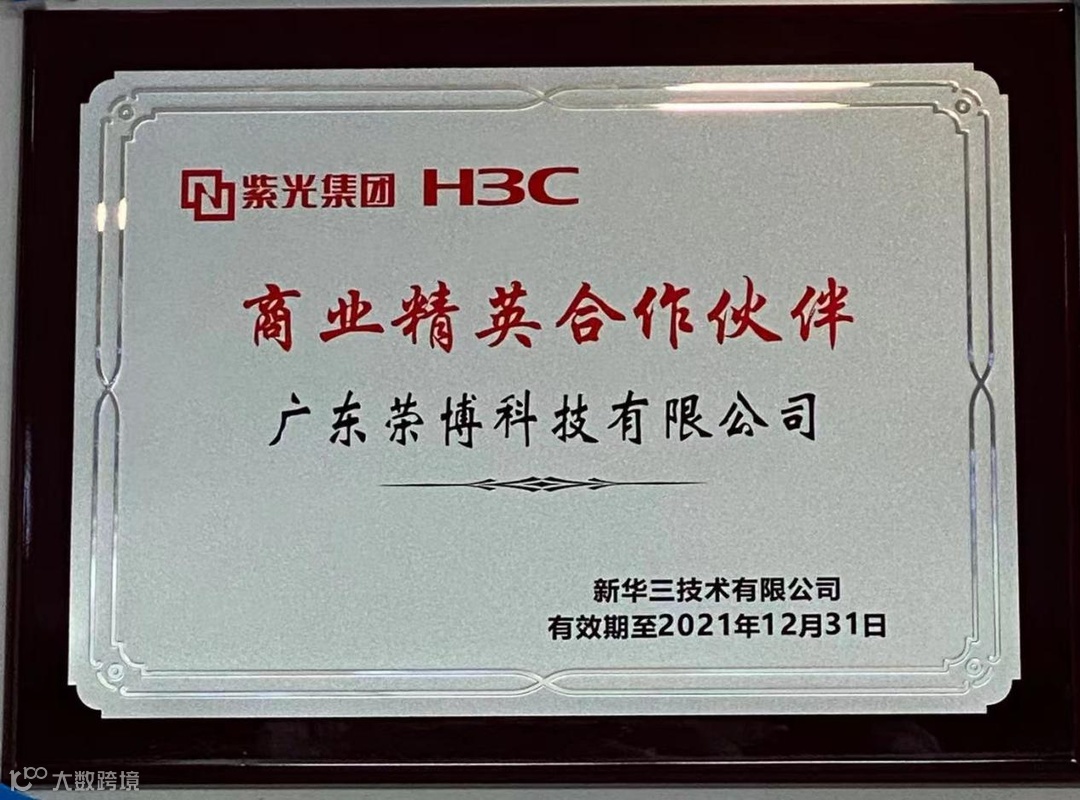 紫光集团 H3C
商业精英合作伙伴
广东荣博科技有限公司
新华三技术有限公司
有效期至2021年12月31日
大数跨境